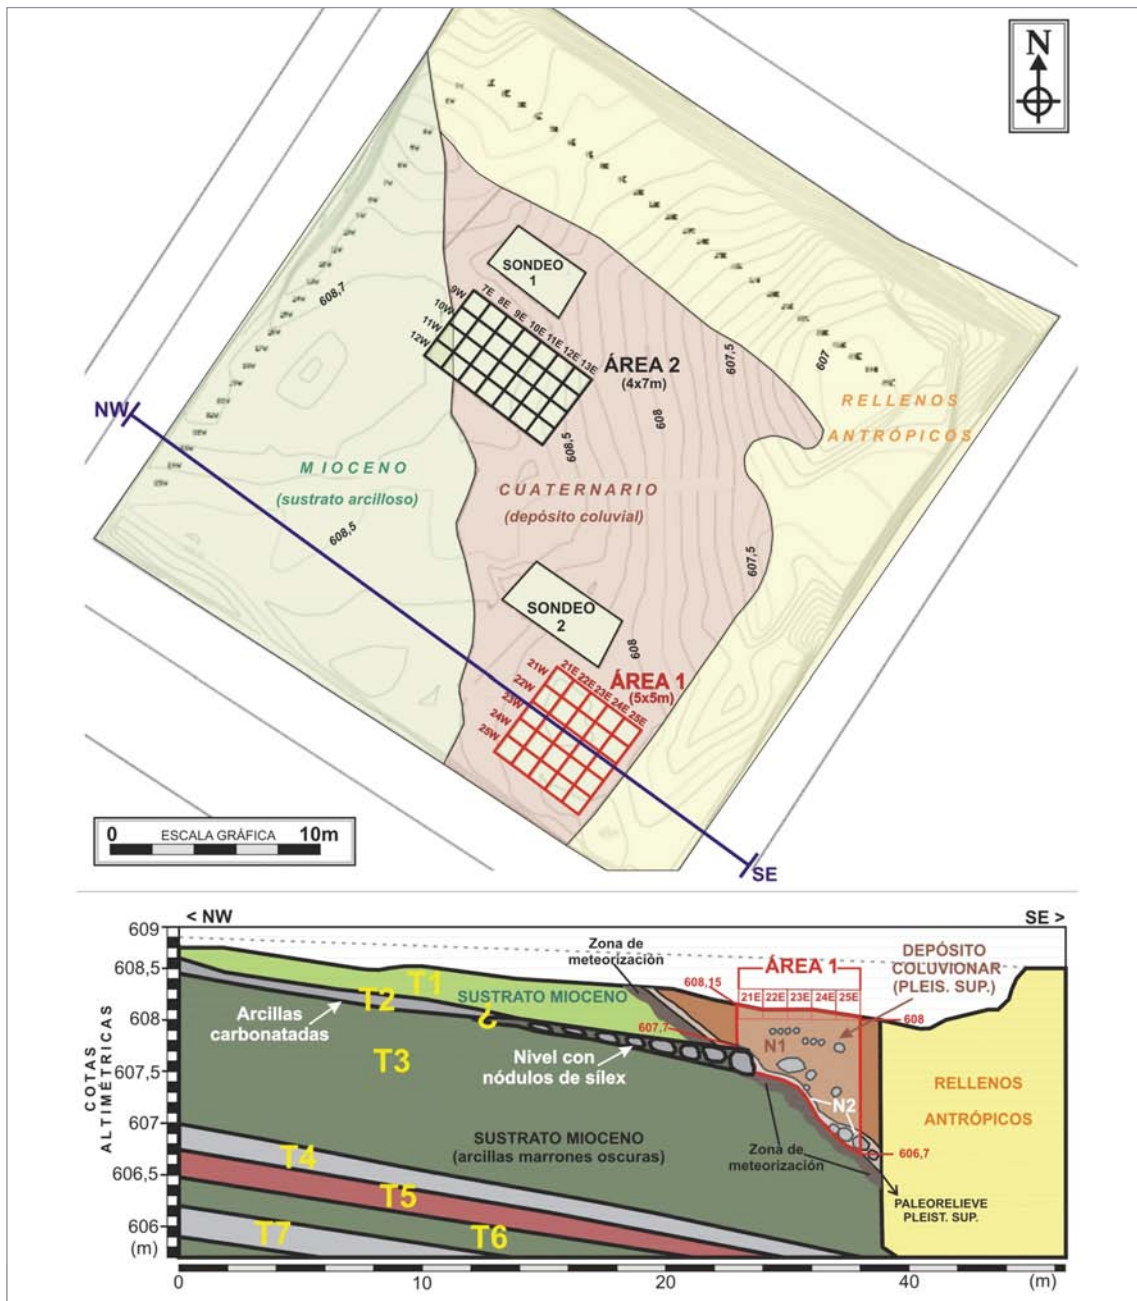 N
SONDEO
1
9W
10W
11W
12W
7E
8E
9E
10E
11E
12E
13E
ÁREA 2
(4x7m)
608,7
607,5
607
608
608,5
RELLENOS
ANTRÓPICOS
NW
MIOCENO
(sustrato arcilloso)
CUATERNARIO
(depósito coluvial)
608,5
607,5
SONDEO
2
608
21W
22W
23W
24W
25W
21E
22E
23E
24E
25E
ÁREA 1
(5x5m)
0 ESCALA GRÁFICA 10m
SE
< NW
SE >
609
608,5
608
607,5
607
606,5
606
(m)
COTAS
ALTIMÉTRICAS
Zona de
meteorización
608,15
ÁREA 1
21E 22E 23E 24E 25E
DEPÓSITO
COLUVIONAR
(PLEIS. SUP.)
T1
T2
SUSTRATO MIOCENO
Arcillas
carbonatadas
?
607,7
608
N1
T3
Nivel con
nódulos de sílex
N2
RELLENOS
ANTRÓPICOS
SUSTRATO MIOCENO
(arcillas marrones oscuras)
Zona de
meteorización
606,7
PALEORELIEVE
PLEIST. SUP.
T4
T5
T6
T7
0
10
20
40
(m)